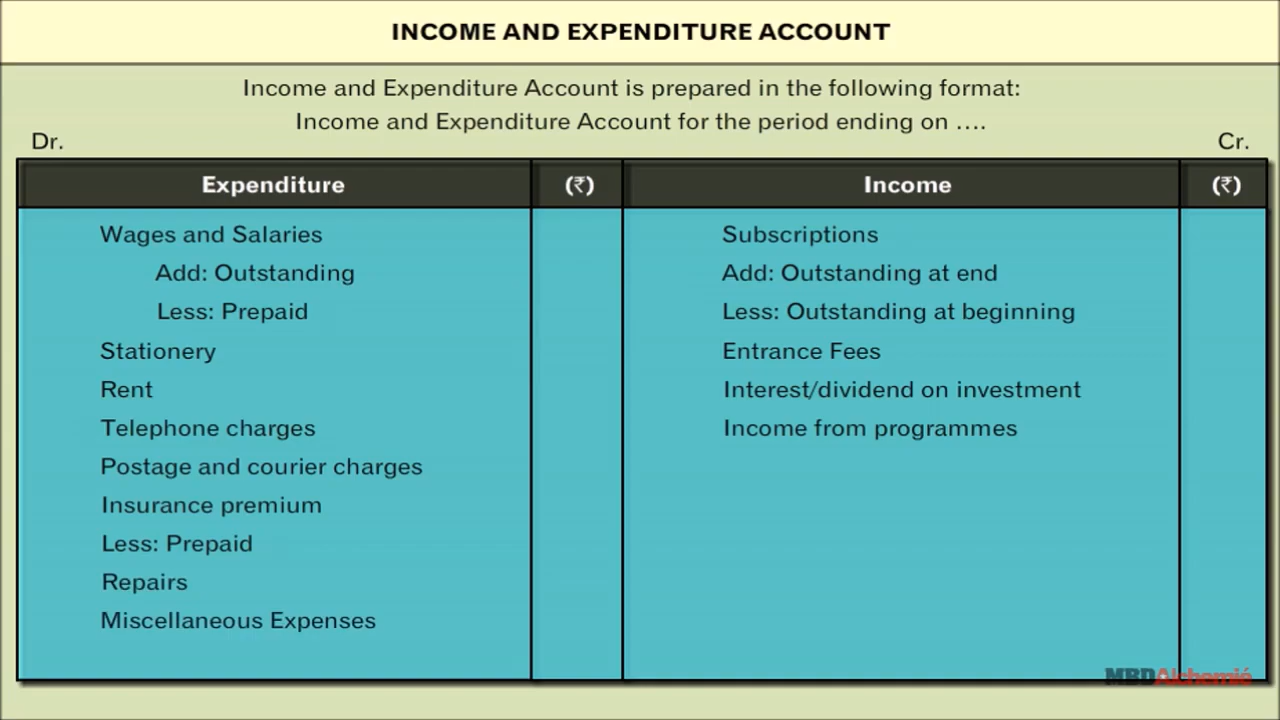 INCOME AND EXPENDITURE ACCOUNT
Income and Expenditure Account is prepared in the following format:
Income and Expenditure Account for the period ending on ....
Dr.
Cr.
Expenditure (₹) Income (₹)
Wages and Salaries
Add: Outstanding
Less: Prepaid
Stationery
Rent
Telephone charges
Postage and courier charges
Insurance premium
Less: Prepaid
Repairs
Miscellaneous Expenses
Subscriptions
Add: Outstanding at end
Less: Outstanding at beginning
Entrance Fees
Interest/dividend on investment
Income from programmes
MBDAlchemié